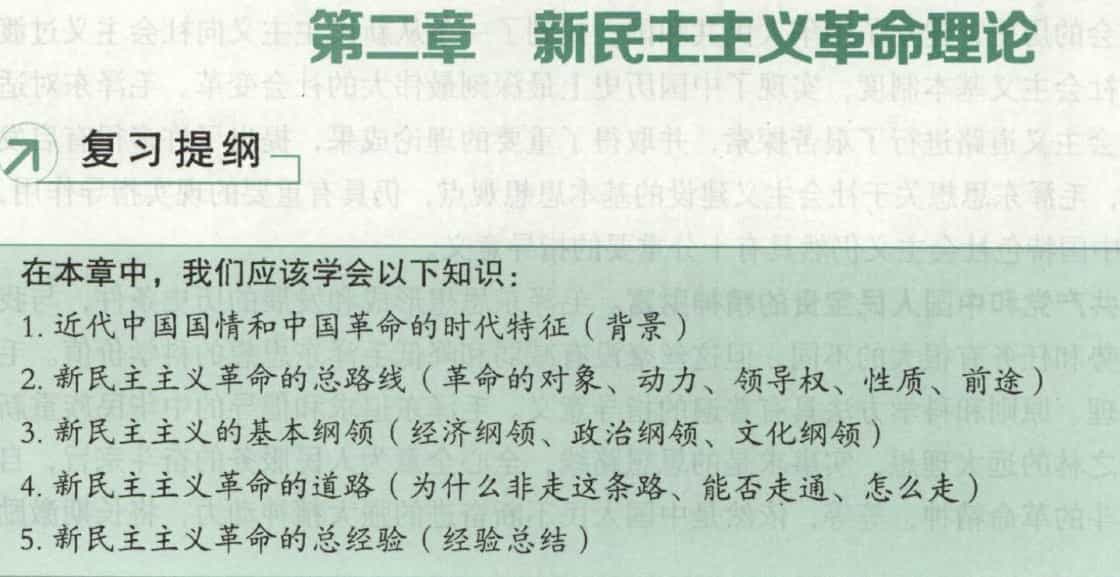 第二章 新民主主义革命理论
复习提纲
在本章中，我们应该学会以下知识：
1. 近代中国国情和中国革命的时代特征（背景）
2. 新民主主义革命的总路线（革命的对象、动力、领导权、性质、前途）
3. 新民主主义的基本纲领（经济纲领、政治纲领、文化纲领）
4. 新民主主义革命的道路（为什么非走这条路、能否走通、怎么走）
5. 新民主主义革命的总经验（经验总结）